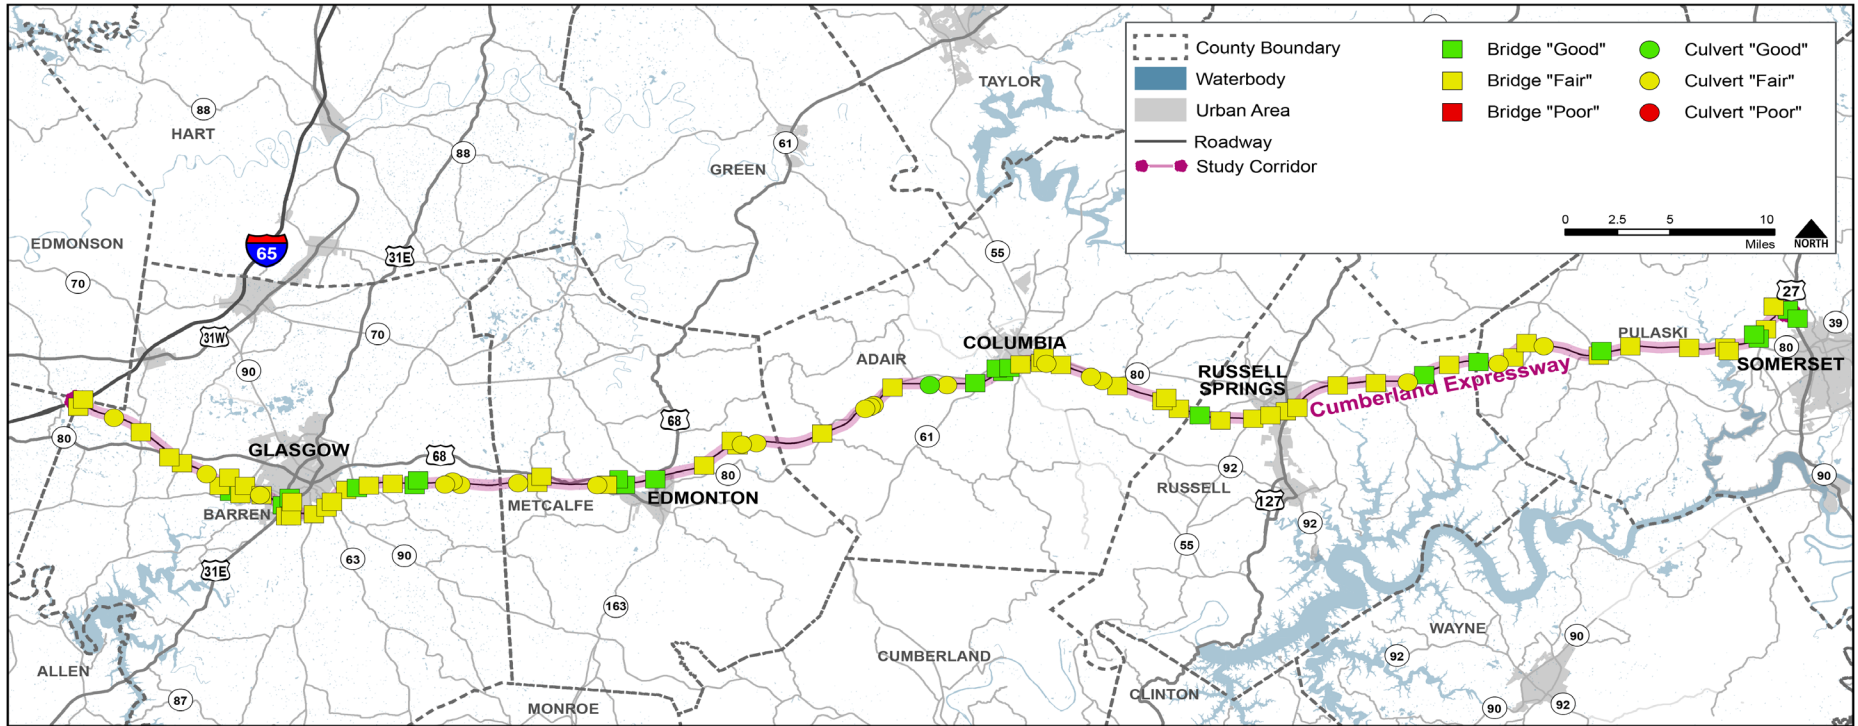 County Boundary
Waterbody
Urban Area
Roadway
Study Corridor
Bridge "Good"
Bridge "Fair"
Bridge "Poor"
Culvert "Good"
Culvert "Fair"
Culvert "Poor"
0 2.5 5 10
Miles
NORTH
88
HART
88
61
GREEN
TAYLOR
EDMONSON
65
31E
55
70
27
39
31W
70
90
COLUMBIA
ADAIR
80
RUSSELL
SPRINGS
PULASKI
80
SOMERSET
Cumberland Expressway
80
GLASGOW
68
68
61
80
EDMONTON
92
RUSSELL
127
90
BARREN
METCALFE
92
55
31E
63
90
163
WAYNE
90
92
ALLEN
CUMBERLAND
87
MONROE
CLINTON
90
92